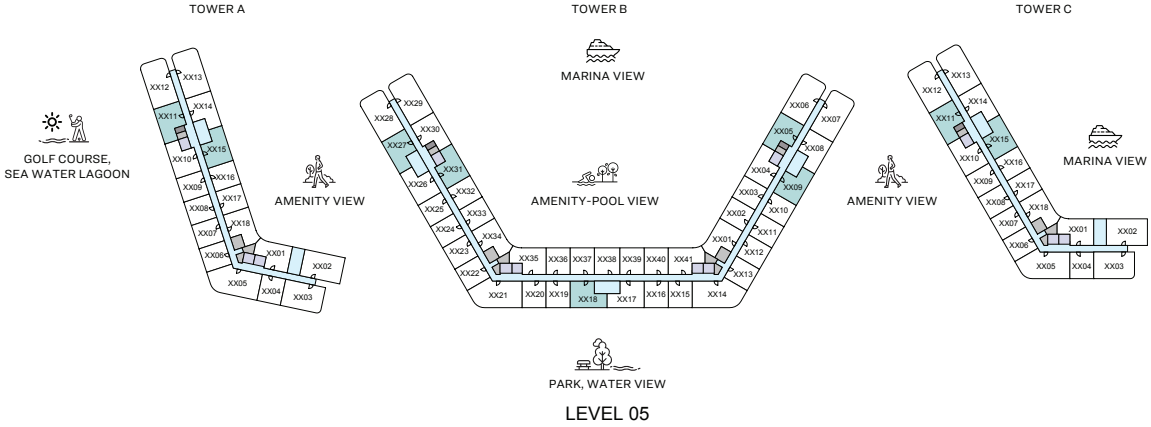 TOWER A
TOWER B
TOWER C
MARINA VIEW
GOLF COURSE,
SEA WATER LAGOON
AMENITY VIEW
AMENITY-POOL VIEW
AMENITY VIEW
MARINA VIEW
PARK, WATER VIEW
LEVEL 05
XX12
XX13
XX14
XX11
XX15
XX10
XX16
XX09
XX17
XX08
XX18
XX07
XX06
XX01
XX02
XX05
XX04
XX03
XX29
XX28
XX30
XX27
XX31
XX26
XX32
XX25
XX33
XX24
XX34
XX23
XX22
XX35
XX36
XX37
XX38
XX39
XX40
XX41
XX21
XX20
XX19
XX18
XX17
XX16
XX15
XX14
XX06
XX07
XX05
XX08
XX04
XX09
XX03
XX10
XX02
XX11
XX01
XX12
XX13
XX13
XX12
XX14
XX11
XX15
XX10
XX16
XX09
XX17
XX08
XX18
XX07
XX06
XX01
XX02
XX05
XX04
XX03